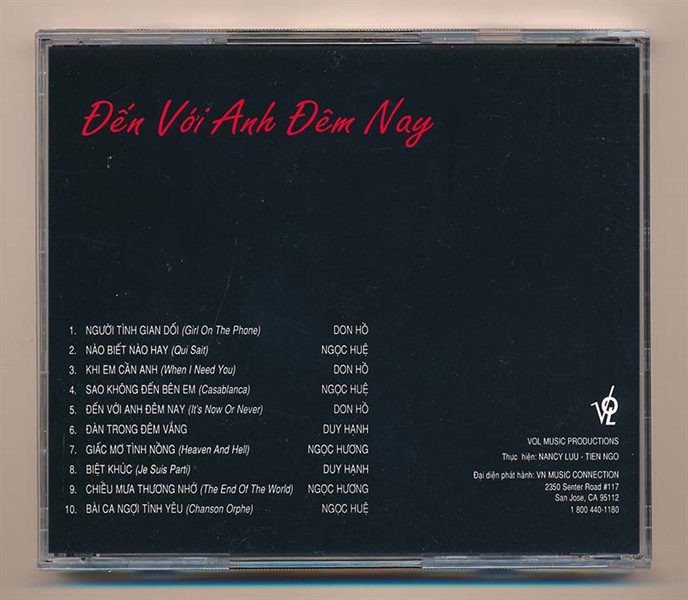 Đến Với Anh Đêm Nay
1. NGƯỜI TÌNH GIAN DỐI (Girl On The Phone) DON HỒ
2. NÀO BIẾT NÀO HAY (Qui Sait) NGỌC HUỆ
3. KHI EM CẦN ANH (When I Need You) DON HỒ
4. SAO KHÔNG ĐẾN BÊN EM (Casablanca) NGỌC HUỆ
5. ĐẾN VỚI ANH ĐÊM NAY (It's Now Or Never) DON HỒ
6. ĐÀN TRONG ĐÊM VẮNG DUY HẠNH
7. GIẤC MƠ TÌNH NỒNG (Heaven And Hell) NGỌC HƯƠNG
8. BIỆT KHÚC (Je Suis Parti) DUY HẠNH
9. CHIỀU MƯA THƯƠNG NHỚ (The End Of The World) NGỌC HƯƠNG
10. BÀI CA NGỢI TÌNH YÊU (Chanson Orphe) NGỌC HUỆ
VOL
VOL MUSIC PRODUCTIONS
Thực hiện: NANCY LUU - TIEN NGO
Đại diện phát hành: VN MUSIC CONNECTION
2350 Senter Road #117
San Jose, CA 95112
1 800 440-1180